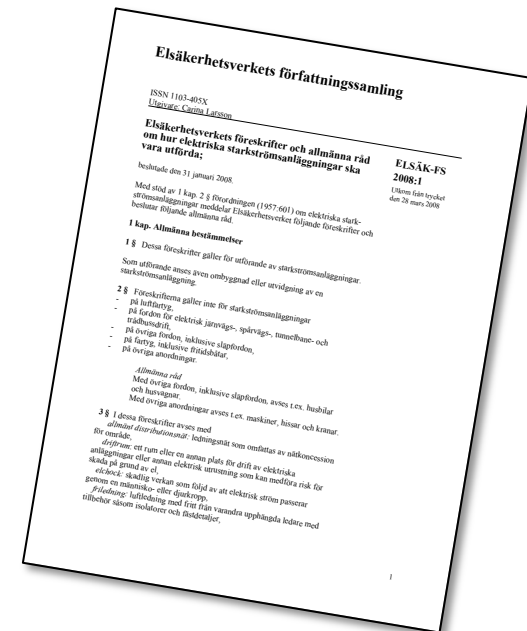 Elsäkerhetsverkets författningssamling
ISSN 1103-405X
Utgivare: Carina Larsson
Elsäkerhetsverkets föreskrifter och allmänna råd
om hur elektriska starkströmsanläggningar ska
vara utförda;
ELSÄK-FS
2008:1
Utkom från trycket
den 28 mars 2008
beslutade den 31 januari 2008.
Med stöd av 1 kap. 2 § förordningen (1957:601) om elektriska stark-
strömsanläggningar meddelar Elsäkerhetsverket följande föreskrifter och
beslutar följande allmänna råd.
1 kap. Allmänna bestämmelser
1 § Dessa föreskrifter gäller för utförande av starkströmsanläggningar.
Som utförande anses även ombyggnad eller utvidgning av en
starkströmsanläggning.
2 § Föreskrifterna gäller inte för starkströmsanläggningar
- på luftfartyg,
- på fordon för elektrisk järnvägs-, spårvägs-, tunnelbane- och
trådbussdrift,
- på övriga fordon, inklusive släpfordon,
- på fartyg, inklusive fritidsbåtar,
- på övriga anordningar.
Allmänna råd
Med övriga fordon, inklusive släpfordon, avses t.ex. husbilar
och husvagnar.
Med övriga anordningar avses t.ex. maskiner, hissar och kranar.
3 § I dessa föreskrifter avses med
allmänt distributionsnät: ledningsnät som omfattas av nätkoncession
för område,
driftrum: ett rum eller en annan plats för drift av elektriska
anläggningar eller annan elektrisk utrustning som kan medföra risk för
skada på grund av el,
elchock: skadlig verkan som följd av att elektrisk ström passerar
genom en människo- eller djurkropp,
friledning: luftledning med fritt från varandra upphängda ledare med
tillbehör såsom isolatorer och fästdetaljer,
1